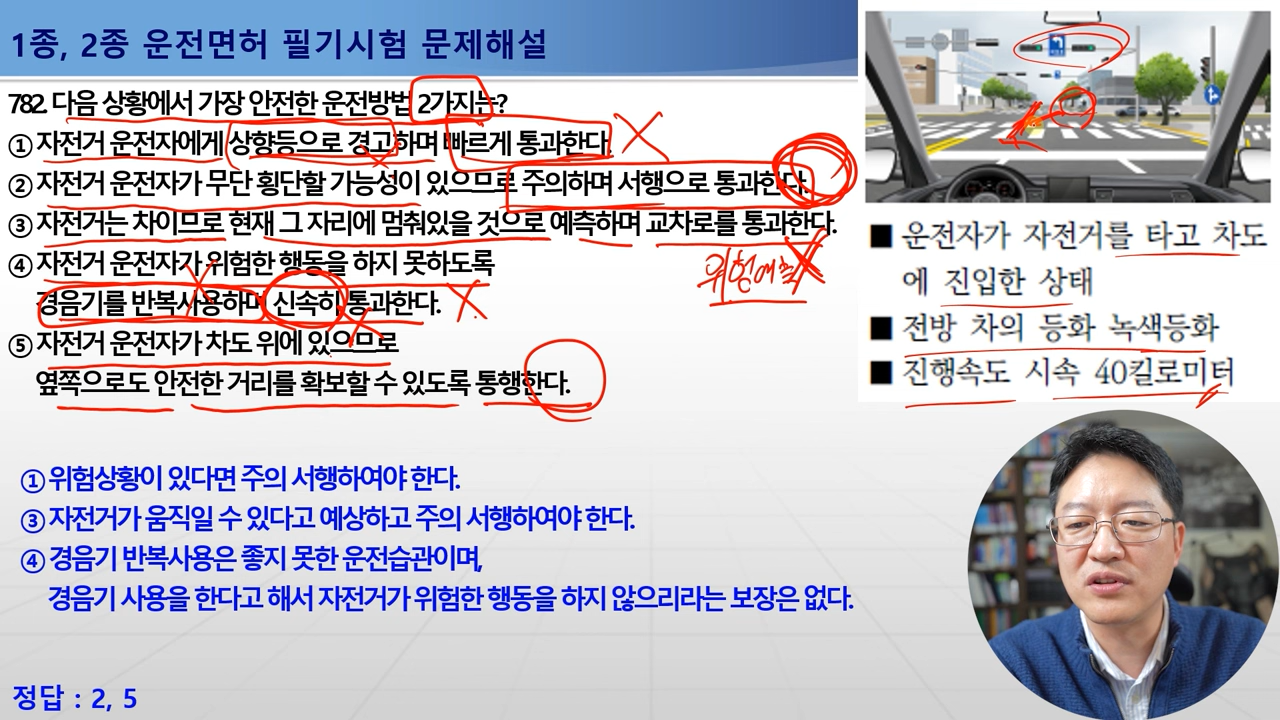 1종, 2종 운전면허 필기시험 문제해설
782. 다음 상황에서 가장 안전한 운전방법 2가지는?
① 자전거 운전자에게 상향등으로 경고하며 빠르게 통과한다.
② 자전거 운전자가 무단 횡단할 가능성이 있으므로 주의하며 서행으로 통과한다.
③ 자전거는 차이므로 현재 그 자리에 멈춰있을 것으로 예측하며 교차로를 통과한다.
④ 자전거 운전자가 위험한 행동을 하지 못하도록
경음기를 반복사용하며 신속히 통과한다.
위험예측
⑤ 자전거 운전자가 차도 위에 있으므로
옆쪽으로도 안전한 거리를 확보할 수 있도록 통행한다.
■ 운전자가 자전거를 타고 차도
에 진입한 상태
■ 전방 차의 등화 녹색등화
■ 진행속도 시속 40킬로미터
① 위험상황이 있다면 주의 서행하여야 한다.
③ 자전거가 움직일 수 있다고 예상하고 주의 서행하여야 한다.
④ 경음기 반복사용은 좋지 못한 운전습관이며,
경음기 사용을 한다고 해서 자전거가 위험한 행동을 하지 않으리라는 보장은 없다.
정답 : 2, 5